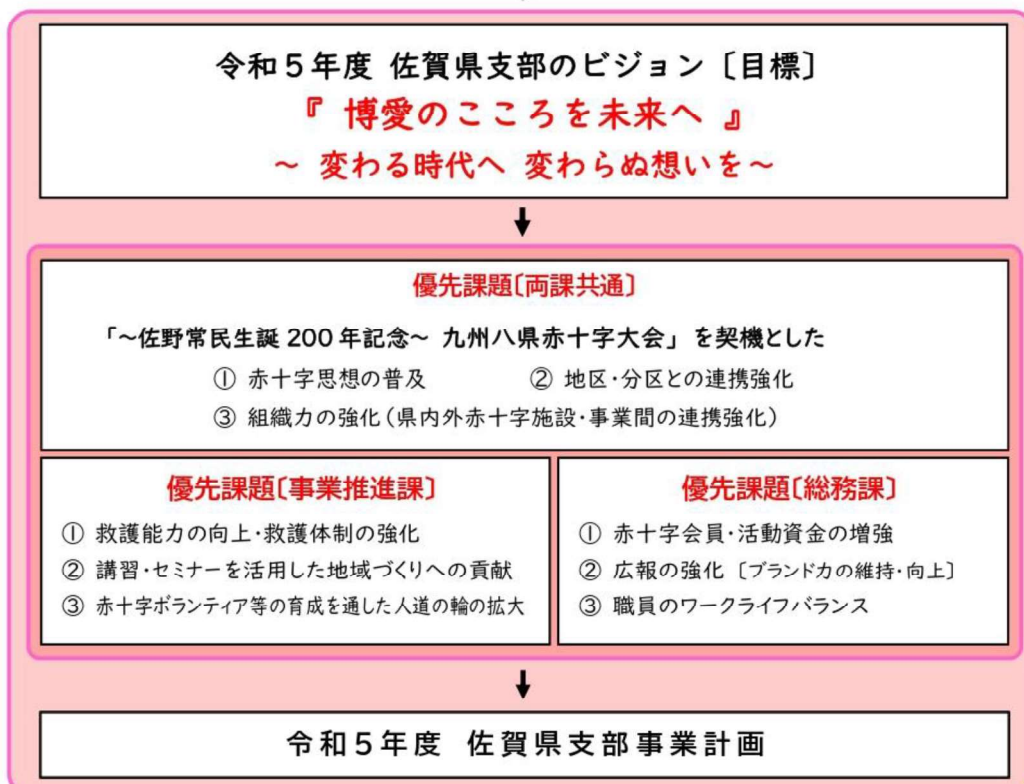 令和５年度 佐賀県支部のビジョン〔目標〕
『 博愛のこころを未来へ 』
～ 変わる時代へ 変わらぬ想いを～
優先課題〔両課共通〕
「～佐野常民生誕 200 年記念～ 九州八県赤十字大会」を契機とした
① 赤十字思想の普及 ② 地区・分区との連携強化
③ 組織力の強化（県内外赤十字施設・事業間の連携強化）
優先課題〔事業推進課〕
① 救護能力の向上・救護体制の強化
② 講習・セミナーを活用した地域づくりへの貢献
③ 赤十字ボランティア等の育成を通した人道の輪の拡大
優先課題〔総務課〕
① 赤十字会員・活動資金の増強
② 広報の強化 〔ブランド力の維持・向上〕
③ 職員のワークライフバランス
令和５年度 佐賀県支部事業計画